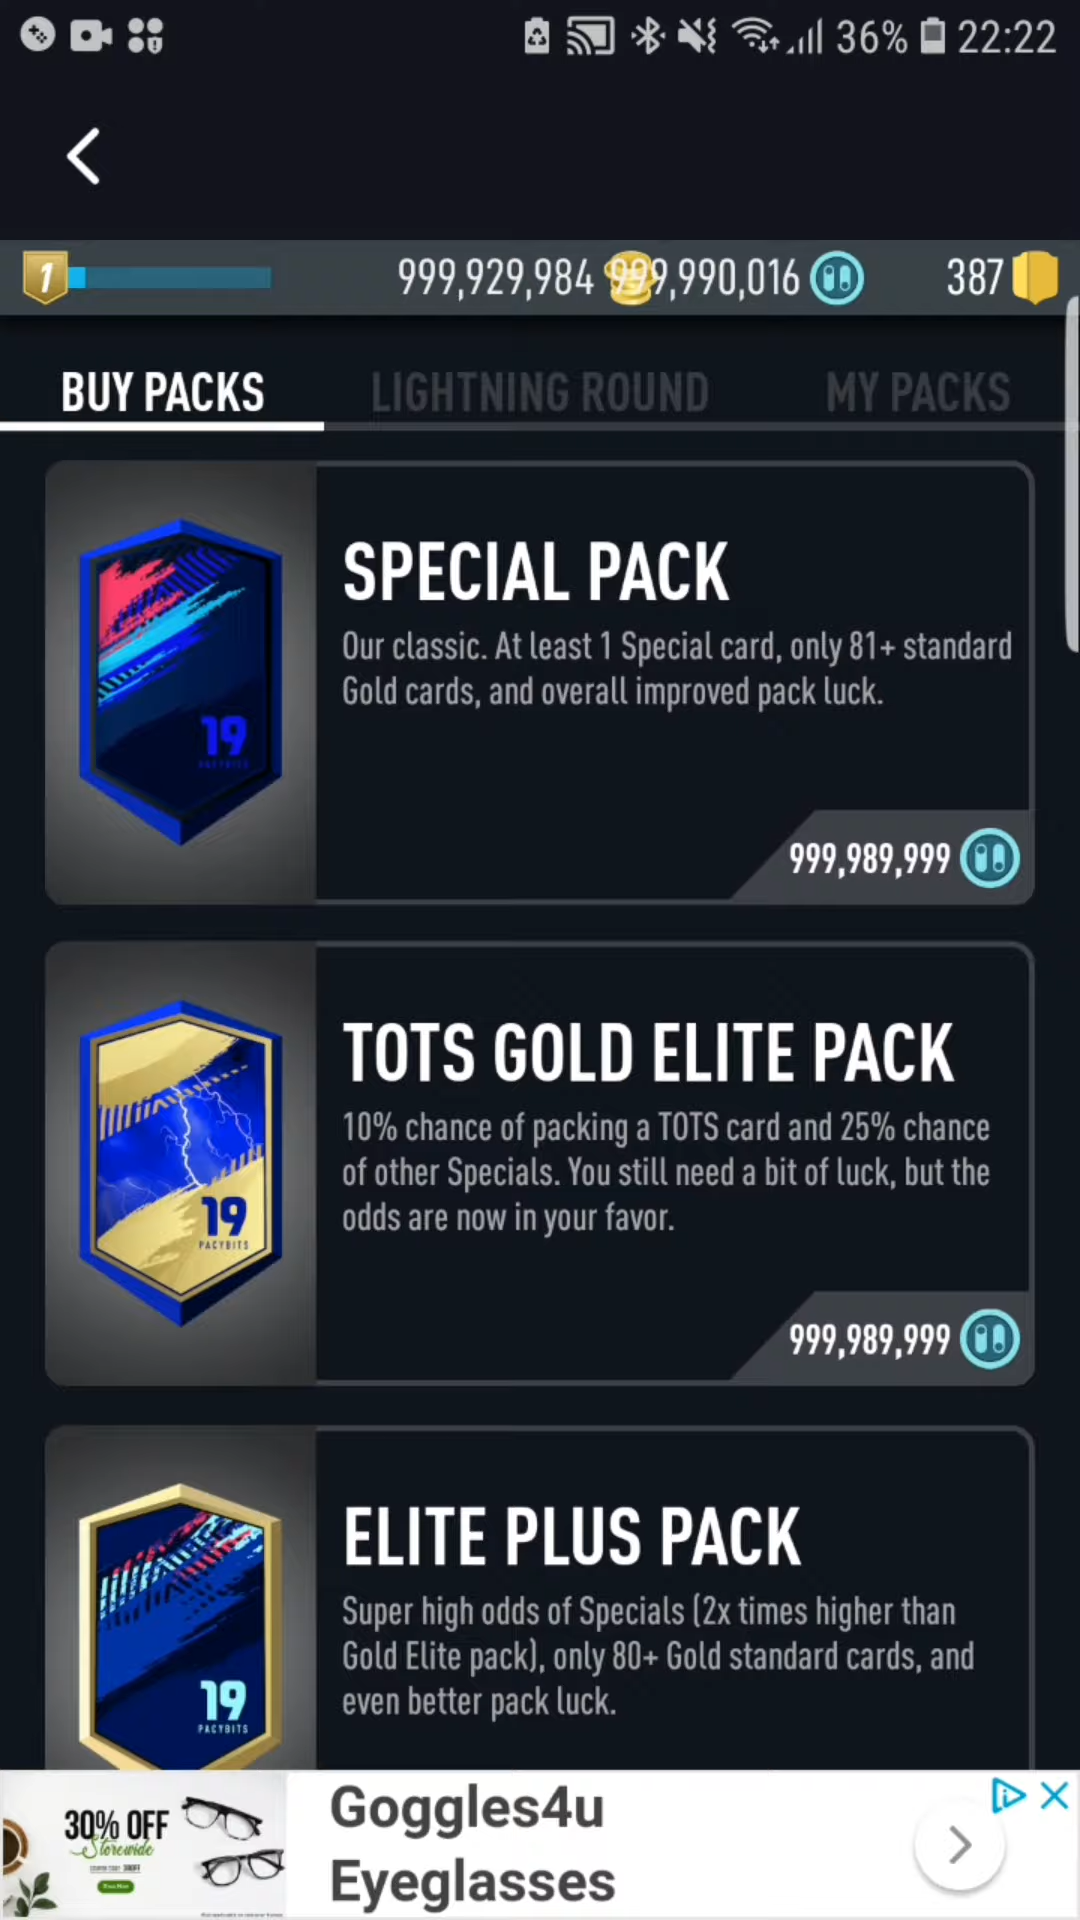 36% 22:22
1 999,929,984 999,990,016 387
BUY PACKS LIGHTNING ROUND MY PACKS
SPECIAL PACK
Our classic. At least 1 Special card, only 81+ standard
Gold cards, and overall improved pack luck.
19
PACYBITS
999,989,999
TOTS GOLD ELITE PACK
10% chance of packing a TOTS card and 25% chance
of other Specials. You still need a bit of luck, but the
odds are now in your favor.
19
PACYBITS
999,989,999
ELITE PLUS PACK
Super high odds of Specials (2x times higher than
Gold Elite pack), only 80+ Gold standard cards, and
even better pack luck.
19
PACYBITS
30% OFF
Storewide
Goggles4u
Eyeglasses